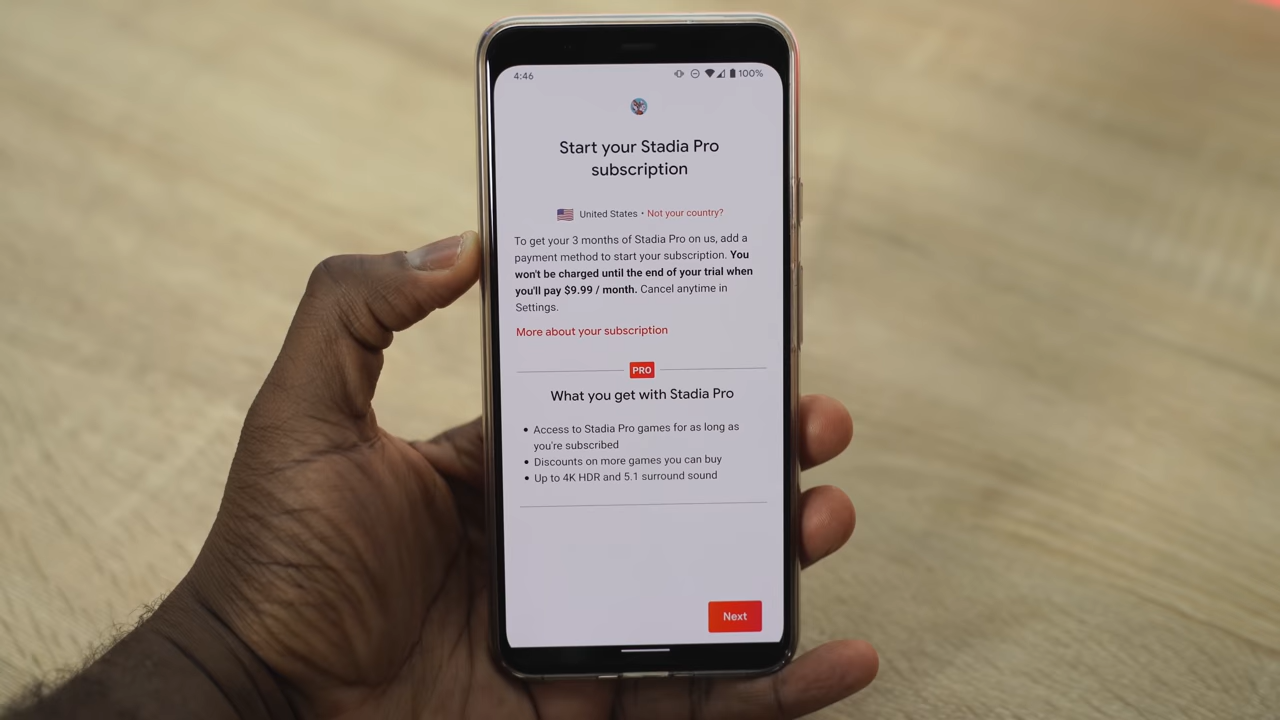 4:46
100%
Start your Stadia Pro
subscription
United States • Not your country?
To get your 3 months of Stadia Pro on us, add a
payment method to start your subscription. You
won't be charged until the end of your trial when
you'll pay $9.99 / month. Cancel anytime in
Settings.
More about your subscription
PRO
What you get with Stadia Pro
• Access to Stadia Pro games for as long as
you're subscribed
• Discounts on more games you can buy
• Up to 4K HDR and 5.1 surround sound
Next